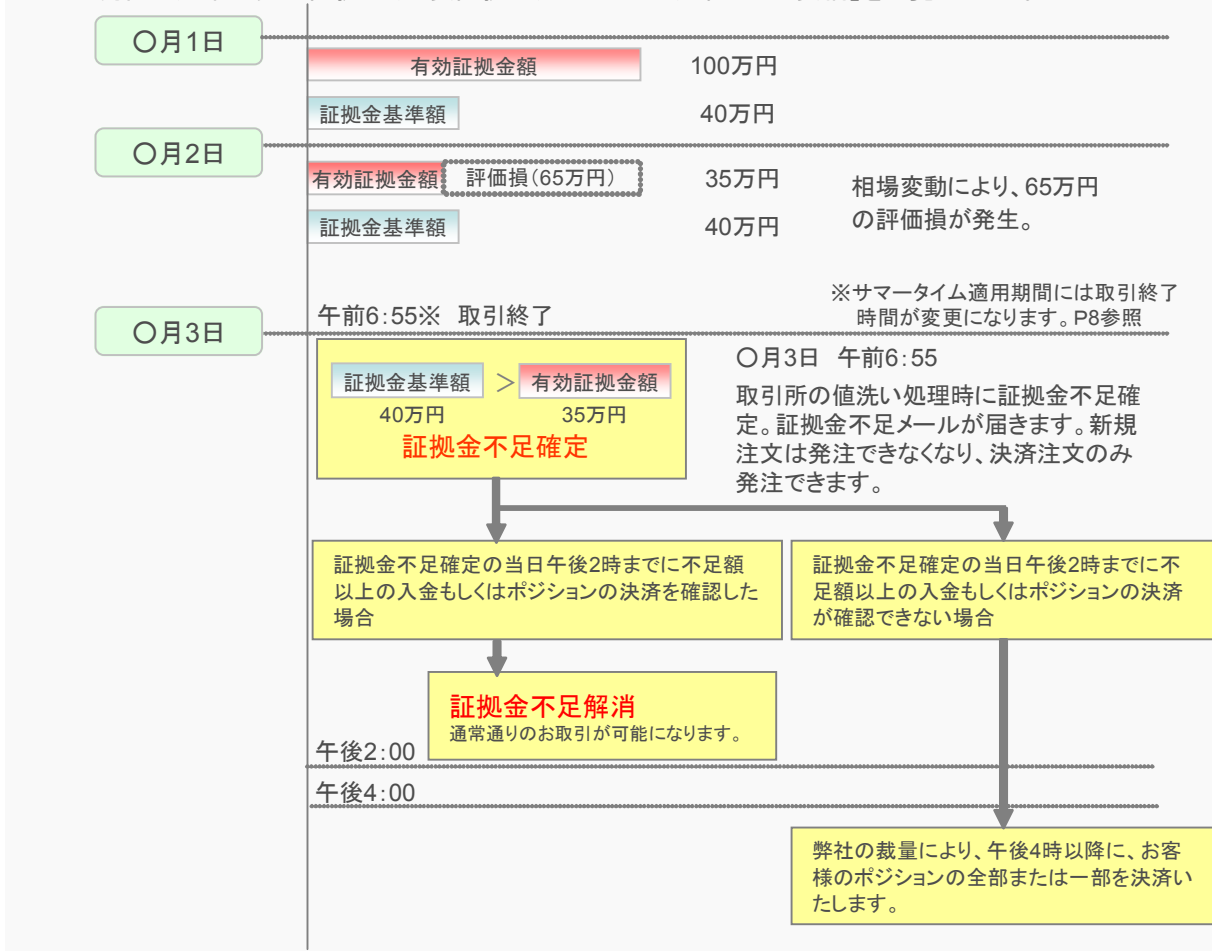 〇月1日
有効証拠金額 100万円
証拠金基準額 40万円
〇月2日
有効証拠金額 評価損(65万円) 35万円
証拠金基準額 40万円
相場変動により、65万円
の評価損が発生。
※サマータイム適用期間には取引終了
時間が変更になります。P8参照
〇月3日
午前6:55※ 取引終了
証拠金基準額 > 有効証拠金額
40万円 35万円
証拠金不足確定
〇月3日 午前6:55
取引所の値洗い処理時に証拠金不足確
定。証拠金不足メールが届きます。新規
注文は発注できなくなり、決済注文のみ
発注できます。
証拠金不足確定の当日午後2時までに不足額
以上の入金もしくはポジションの決済を確認した
場合
証拠金不足確定の当日午後2時までに不
足額以上の入金もしくはポジションの決済
が確認できない場合
証拠金不足解消
通常通りのお取引が可能になります。
午後2:00
午後4:00
弊社の裁量により、午後4時以降に、お客
様のポジションの全部または一部を決済い
たします。